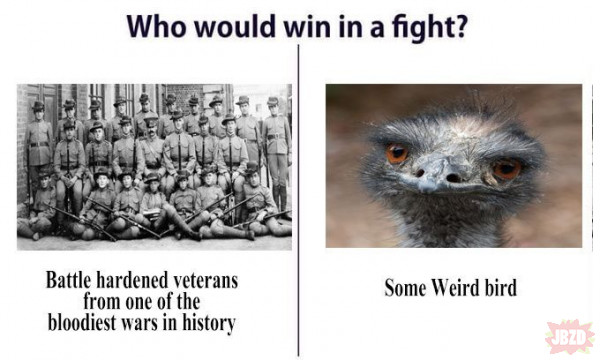 Who would win in a fight?
Battle hardened veterans
from one of the
bloodiest wars in history
Some Weird bird
JBZD